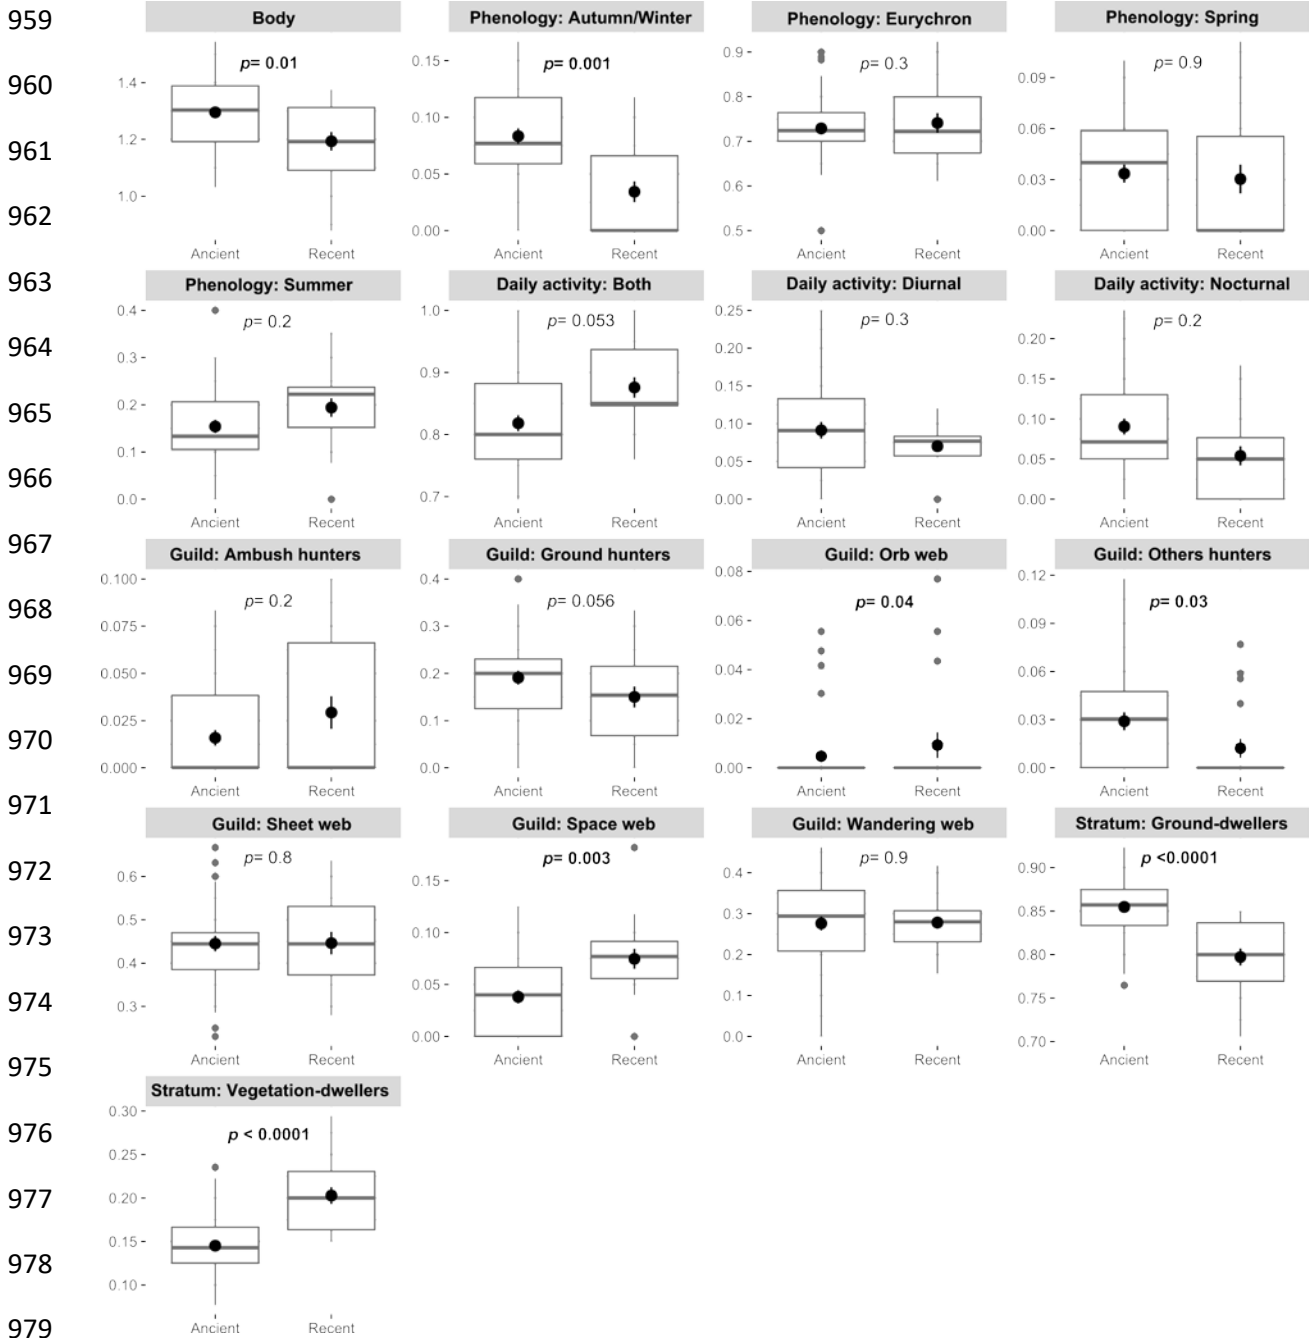 959
Body
Phenology: Autumn/Winter
Phenology: Eurychron
Phenology: Spring
p= 0.01
p= 0.001
p= 0.3
p= 0.9
1.4
1.2
1.0
0.15
0.10
0.05
0.00
0.9
0.8
0.7
0.6
0.5
0.09
0.06
0.03
0.00
960
961
962
Ancient
Recent
Ancient
Recent
Ancient
Recent
Ancient
Recent
963
Phenology: Summer
Daily activity: Both
Daily activity: Diurnal
Daily activity: Nocturnal
p= 0.2
p= 0.053
p= 0.3
p= 0.2
0.4
0.3
0.2
0.1
0.0
1.0
0.9
0.8
0.7
0.25
0.20
0.15
0.10
0.05
0.00
0.20
0.15
0.10
0.05
0.00
964
965
966
Ancient
Recent
Ancient
Recent
Ancient
Recent
Ancient
Recent
967
Guild: Ambush hunters
Guild: Ground hunters
Guild: Orb web
Guild: Others hunters
p= 0.2
p= 0.056
p= 0.04
p= 0.03
0.100
0.075
0.050
0.025
0.000
0.4
0.3
0.2
0.1
0.0
0.08
0.06
0.04
0.02
0.00
0.12
0.09
0.06
0.03
0.00
968
969
970
Ancient
Recent
Ancient
Recent
Ancient
Recent
Ancient
Recent
971
Guild: Sheet web
Guild: Space web
Guild: Wandering web
Stratum: Ground-dwellers
p= 0.8
p= 0.003
p= 0.9
p <0.0001
0.6
0.5
0.4
0.3
0.15
0.10
0.05
0.00
0.4
0.3
0.2
0.1
0.0
0.90
0.85
0.80
0.75
0.70
972
973
974
Ancient
Recent
Ancient
Recent
Ancient
Recent
Ancient
Recent
975
Stratum: Vegetation-dwellers
p < 0.0001
0.30
0.25
0.20
0.15
0.10
976
977
978
Ancient
Recent
979